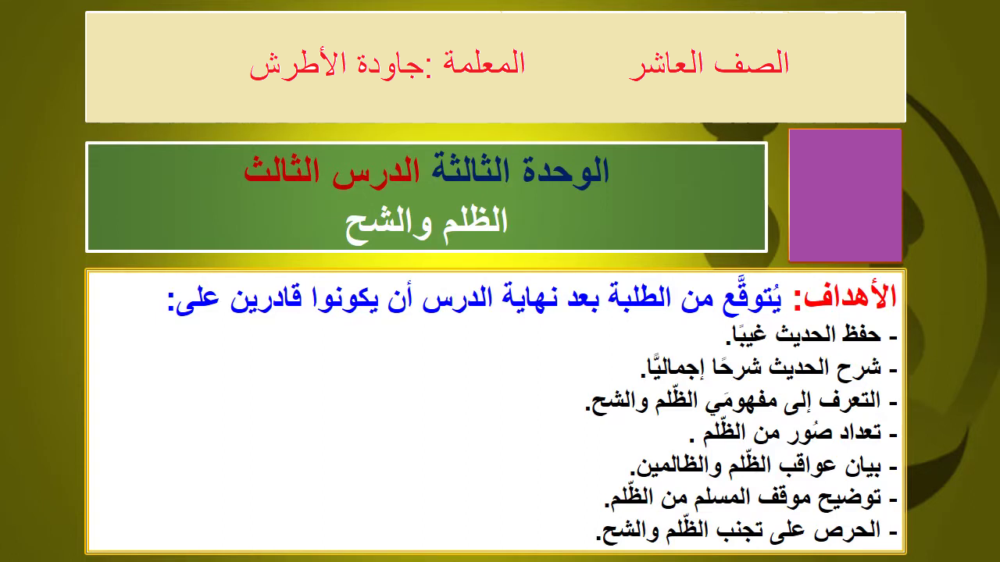 الصف العاشر المعلمة :جاودة الأطرش
الوحدة الثالثة الدرس الثالث
الظلم والشح
الأهداف: يُتوقَّع من الطلبة بعد نهاية الدرس أن يكونوا قادرين على:
- حفظ الحديث غيبًا.
- شرح الحديث شرحًا إجماليًّا.
- التعرف إلى مفهومَي الظّلم والشح.
- تعداد صُور من الظّلم .
- بيان عواقب الظّلم والظالمين.
- توضيح موقف المسلم من الظّلم.
- الحرص على تجنب الظّلم والشح.